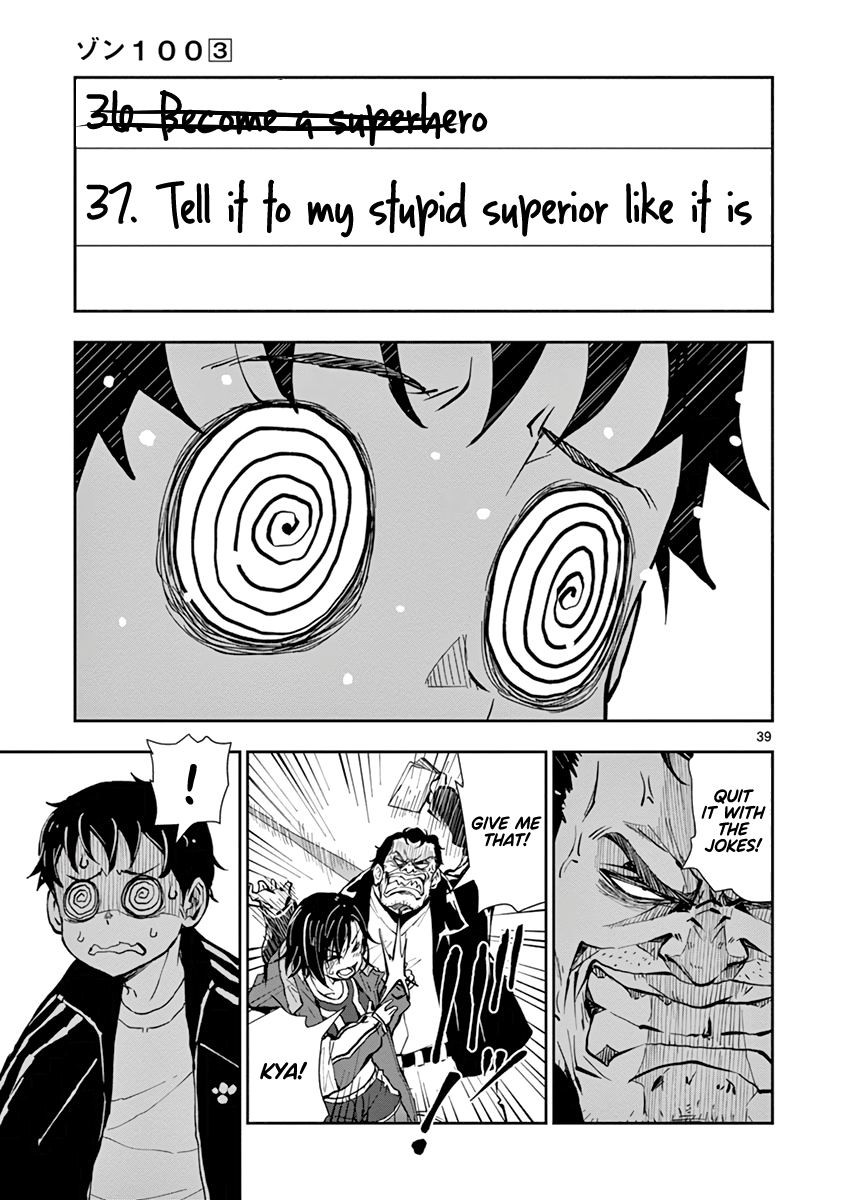 ゾン100 3
36. Become a superhero
37. Tell it to my stupid superior like it is
39
QUIT
IT WITH
THE
JOKES!
GIVE ME
THAT!
KYA!
!